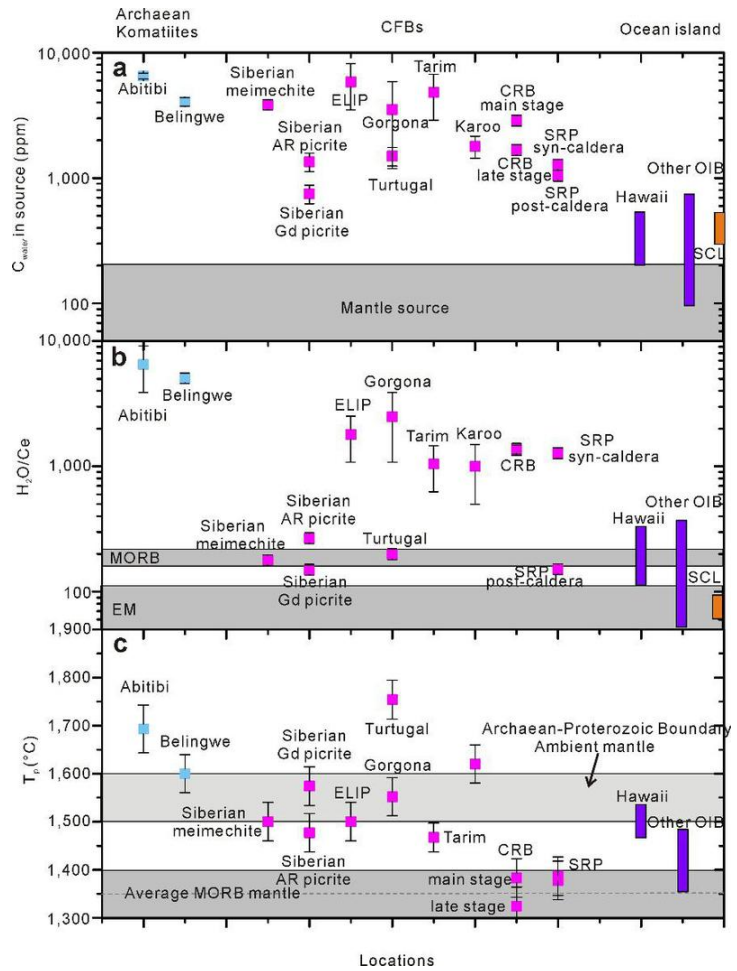 Archaean
Komatiites
CFBs
Ocean island
a
10,000
1,000
100
10,000
C water in source (ppm)
Abitibi
Belingwe
Siberian
meimechite
Siberian
AR picrite
Siberian
Gd picrite
ELIP
Gorgona
Turtugal
Tarim
Karoo
CRB
main stage
CRB
late stage
SRP
syn-caldera
SRP
post-caldera
Other OIB
Hawaii
SCL
Mantle source
b
1,000
100
1,900
H₂O/Ce
Abitibi
Belingwe
ELIP
Gorgona
Tarim
Karoo
CRB
SRP
syn-caldera
Siberian
AR picrite
Siberian
meimechite
Siberian
Gd picrite
Turtugal
SRP
post-caldera
Other OIB
Hawaii
SCL
MORB
EM
c
1,800
1,700
1,600
1,500
1,400
1,300
Tp (°C)
Abitibi
Belingwe
Siberian
Gd picrite
Siberian
meimechite
Siberian
AR picrite
ELIP
Turtugal
Gorgona
Tarim
Archaean-Proterozoic Boundary
Ambient mantle
Hawaii
Other OIB
CRB
main stage
late stage
SRP
Average MORB mantle
Locations